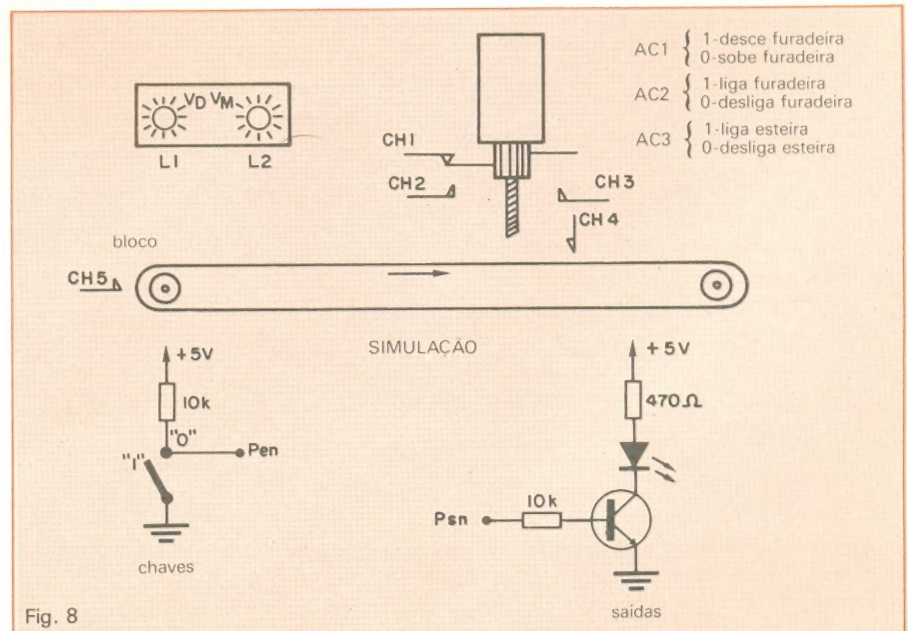 AC1 { 1-desce furadeira
0-sobe furadeira
AC2 { 1-liga furadeira
0-desliga furadeira
AC3 { 1-liga esteira
0-desliga esteira
VD VM
L1 L2
CH1
CH2
CH3
CH4
bloco
CH5
SIMULAÇÃO
+5V
10k
"0"
"1"
Pen
chaves
+5V
470Ω
10k
Psn
saidas
Fig. 8